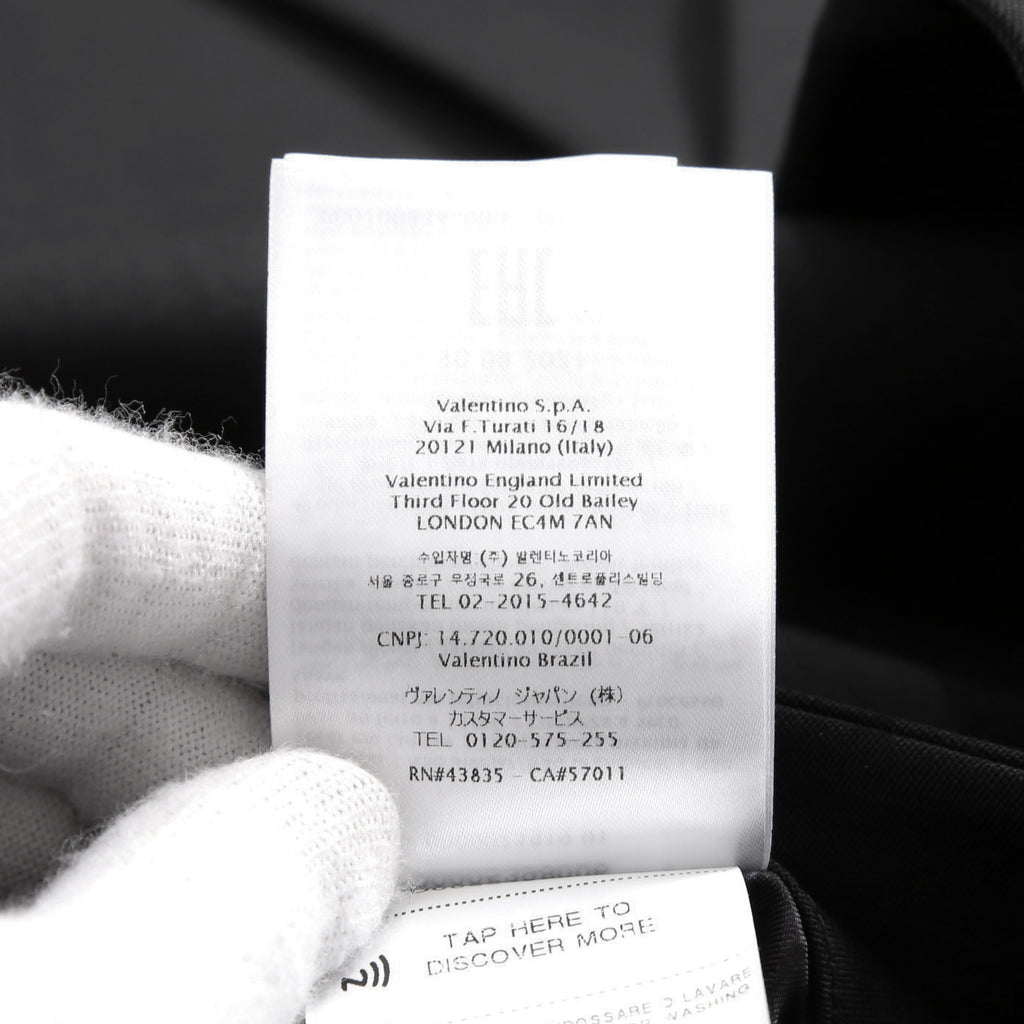 Valentino S.p.A.
Via F.Turati 16/18
20121 Milano (Italy)
Valentino England Limited
Third Floor 20 Old Bailey
LONDON EC4M 7AN
수입자명 (주) 발렌티노코리아
서울 종로구 우정국로 26, 센트로폴리스빌딩
TEL 02-2015-4642
CNPJ: 14.720.010/0001-06
Valentino Brazil
ヴァレンティノ ジャパン (株)
カスタマーサービス
TEL 0120-575-255
RN#43835 - CA#57011
TAP HERE TO
DISCOVER MORE
LAVARE
WASHING